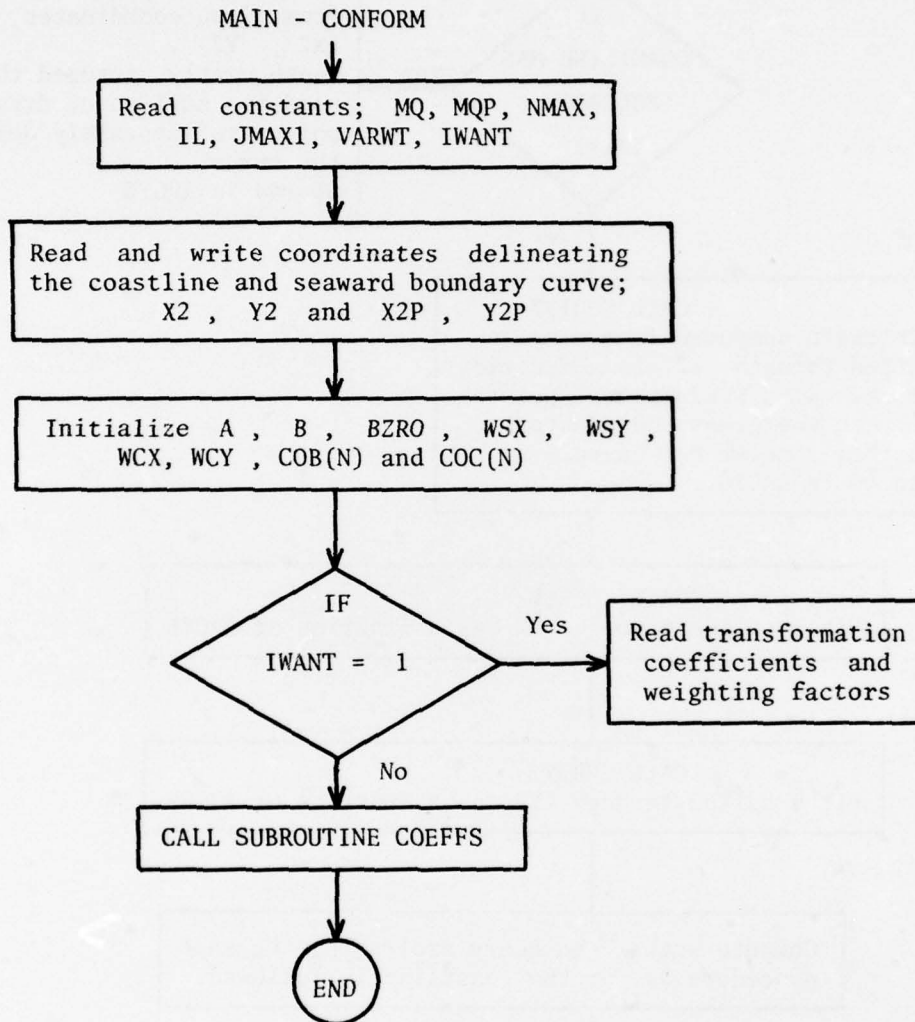 MAIN - CONFORM
Read constants; MQ, MQP, NMAX,
IL, JMAX1, VARWT, IWANT
Read and write coordinates delineating
the coastline and seaward boundary curve;
X2 , Y2 and X2P , Y2P
Initialize A , B , BZRO , WSX , WSY ,
WCX, WCY , COB(N) and COC(N)
IF
IWANT = 1
Yes
Read transformation
coefficients and
weighting factors
No
CALL SUBROUTINE COEFFS
END